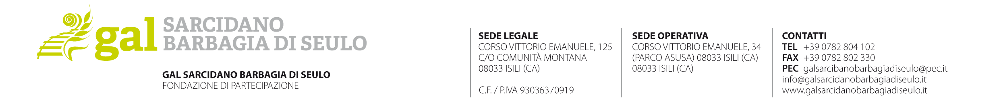 gal SARCIDANO
BARBAGIA DI SEULO
GAL SARCIDANO BARBAGIA DI SEULO
FONDAZIONE DI PARTECIPAZIONE
SEDE LEGALE
CORSO VITTORIO EMANUELE, 125
C/O COMUNITÀ MONTANA
08033 ISILI (CA)
C.F. / P.IVA 93036370919
SEDE OPERATIVA
CORSO VITTORIO EMANUELE, 34
(PARCO ASUSA) 08033 ISILI (CA)
08033 ISILI (CA)
CONTATTI
TEL +39 0782 804 102
FAX +39 0782 802 330
PEC galsarcibanobarbagiadiseulo@pec.it
info@galsarcidanobarbagiadiseulo.it
www.galsarcidanobarbagiadiseulo.it